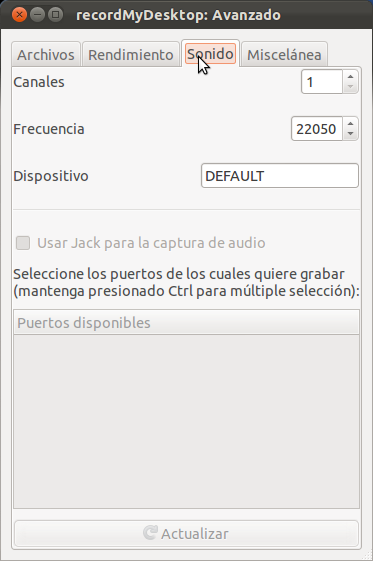 recordMyDesktop: Avanzado
Archivos Rendimiento Sonido Miscelánea
Canales 1
Frecuencia 22050
Dispositivo DEFAULT
Usar Jack para la captura de audio
Seleccione los puertos de los cuales quiere grabar
(mantenga presionado Ctrl para múltiple selección):
Puertos disponibles
Actualizar